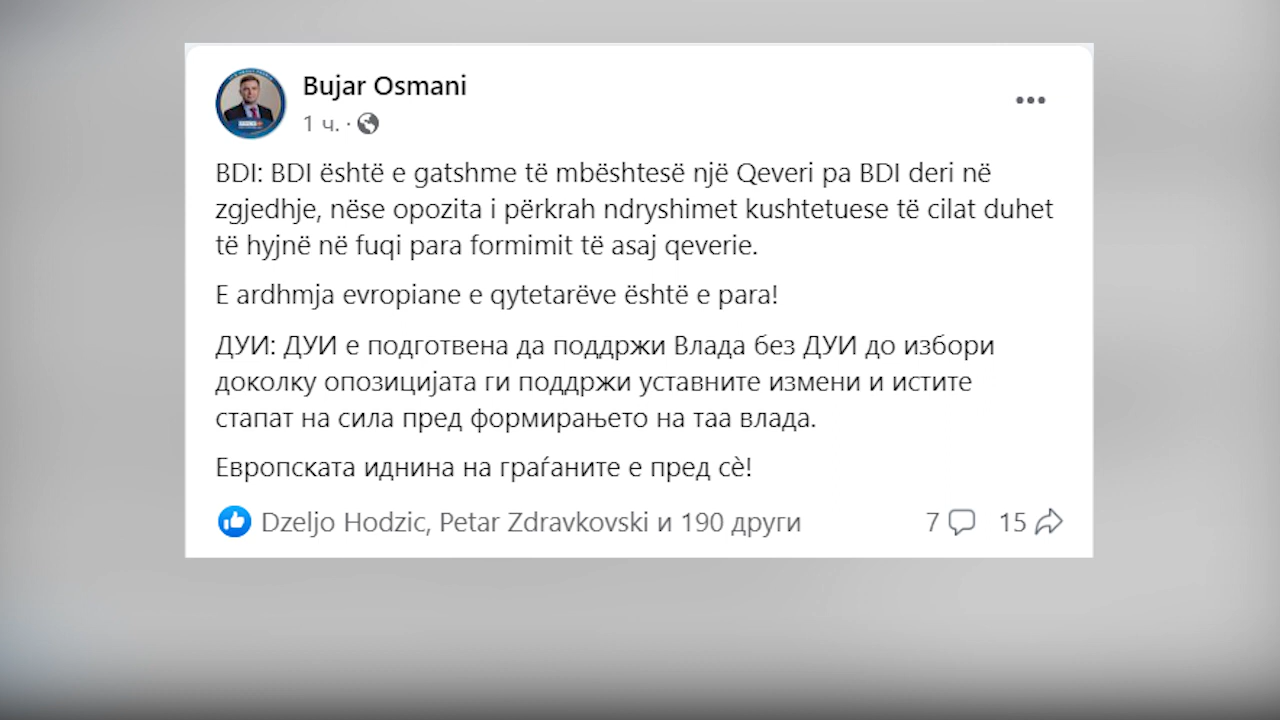 Bujar Osmani
1 ч. ·
BDI: BDI është e gatshme të mbështesë një Qeveri pa BDI deri në
zgjedhje, nëse opozita i përkrah ndryshimet kushtetuese të cilat duhet
të hyjnë në fuqi para formimit të asaj qeverie.
E ardhmja evropiane e qytetarëve është e para!
ДУИ: ДУИ е подготвена да поддржи Влада без ДУИ до избори
доколку опозицијата ги поддржи уставните измени и истите
стапат на сила пред формирањето на таа влада.
Европската иднина на граѓаните е пред сѐ!
Dzeljo Hodzic, Petar Zdravkovski и 190 други
7 15